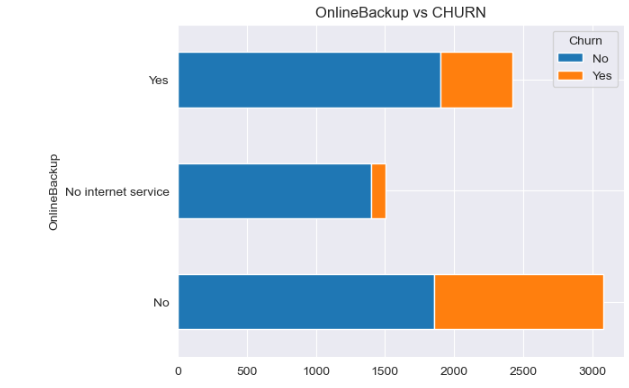 OnlineBackup vs CHURN
Churn
No
Yes
Yes
No internet service
No
OnlineBackup
0 500 1000 1500 2000 2500 3000